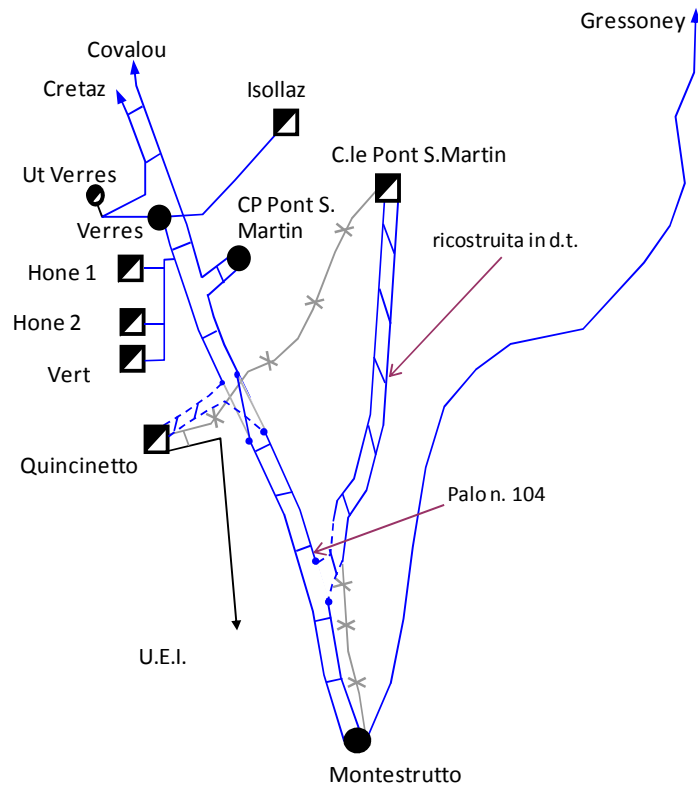 Gressoney
Covalou
Cretaz
Isollaz
C.le Pont S.Martin
Ut Verres
CP Pont S.
Martin
Verres
ricostruita in d.t.
Hone 1
Hone 2
Vert
Quincinetto
Palo n. 104
U.E.I.
Montestrutto